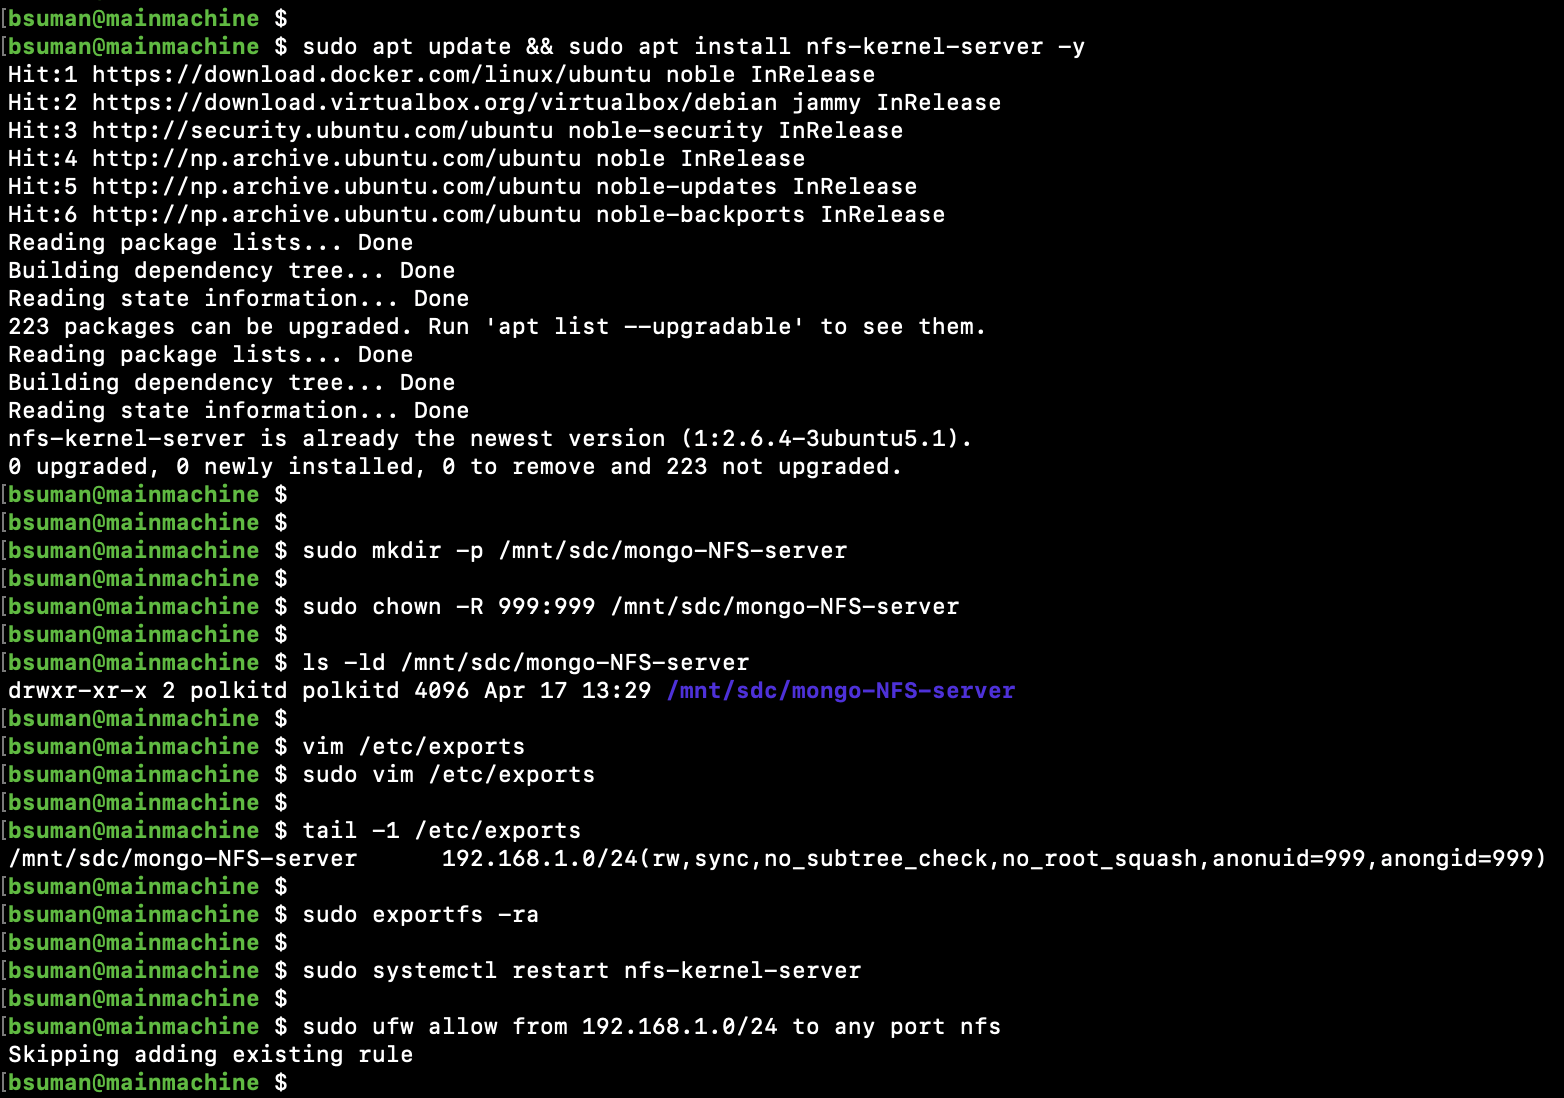 [bsuman@mainmachine $
[bsuman@mainmachine $ sudo apt update && sudo apt install nfs-kernel-server -y
Hit:1 https://download.docker.com/linux/ubuntu noble InRelease
Hit:2 https://download.virtualbox.org/virtualbox/debian jammy InRelease
Hit:3 http://security.ubuntu.com/ubuntu noble-security InRelease
Hit:4 http://np.archive.ubuntu.com/ubuntu noble InRelease
Hit:5 http://np.archive.ubuntu.com/ubuntu noble-updates InRelease
Hit:6 http://np.archive.ubuntu.com/ubuntu noble-backports InRelease
Reading package lists... Done
Building dependency tree... Done
Reading state information... Done
223 packages can be upgraded. Run 'apt list --upgradable' to see them.
Reading package lists... Done
Building dependency tree... Done
Reading state information... Done
nfs-kernel-server is already the newest version (1:2.6.4-3ubuntu5.1).
0 upgraded, 0 newly installed, 0 to remove and 223 not upgraded.
[bsuman@mainmachine $
[bsuman@mainmachine $
[bsuman@mainmachine $ sudo mkdir -p /mnt/sdc/mongo-NFS-server
[bsuman@mainmachine $
[bsuman@mainmachine $ sudo chown -R 999:999 /mnt/sdc/mongo-NFS-server
[bsuman@mainmachine $
[bsuman@mainmachine $ ls -ld /mnt/sdc/mongo-NFS-server
drwxr-xr-x 2 polkitd polkitd 4096 Apr 17 13:29 /mnt/sdc/mongo-NFS-server
[bsuman@mainmachine $
[bsuman@mainmachine $ vim /etc/exports
[bsuman@mainmachine $ sudo vim /etc/exports
[bsuman@mainmachine $
[bsuman@mainmachine $ tail -1 /etc/exports
/mnt/sdc/mongo-NFS-server      192.168.1.0/24(rw,sync,no_subtree_check,no_root_squash,anonuid=999,anongid=999)
[bsuman@mainmachine $
[bsuman@mainmachine $ sudo exportfs -ra
[bsuman@mainmachine $
[bsuman@mainmachine $ sudo systemctl restart nfs-kernel-server
[bsuman@mainmachine $
[bsuman@mainmachine $ sudo ufw allow from 192.168.1.0/24 to any port nfs
Skipping adding existing rule
[bsuman@mainmachine $